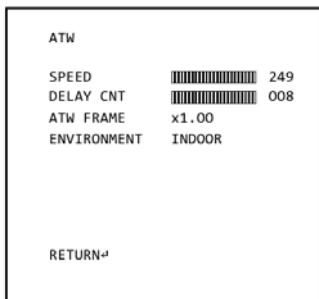 ATW
SPEED 249
DELAY CNT 008
ATW FRAME x1.00
ENVIRONMENT INDOOR
RETURN↵